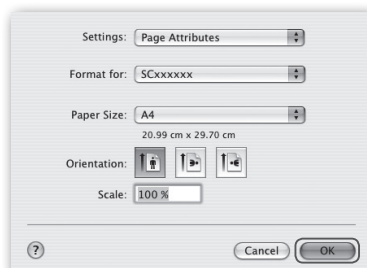 Settings: Page Attributes
Format for: SCxxxxxx
Paper Size: A4
20.99 cm x 29.70 cm
Orientation:
Scale: 100 %
? Cancel OK